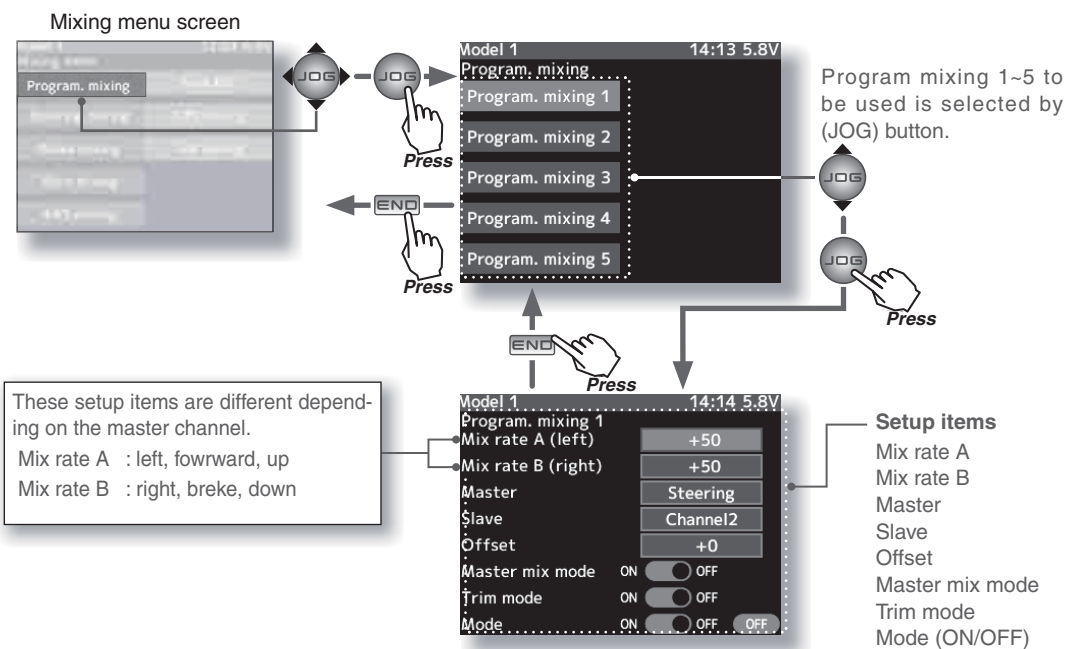 Mixing menu screen
Program. mixing
JOG
JOG
Press
END
Press
Model 1 14:13 5.8V
Program. mixing
Program. mixing 1
Program. mixing 2
Program. mixing 3
Program. mixing 4
Program. mixing 5
Program mixing 1~5 to
be used is selected by
(JOG) button.
JOG
JOG
Press
END
Press
These setup items are different depend-
ing on the master channel.
Mix rate A : left, fowrward, up
Mix rate B : right, breke, down
Model 1 14:14 5.8V
Program. mixing 1
Mix rate A (left) +50
Mix rate B (right) +50
Master Steering
Slave Channel2
Offset +0
Master mix mode ON OFF
Trim mode ON OFF
Mode ON OFF OFF
Setup items
Mix rate A
Mix rate B
Master
Slave
Offset
Master mix mode
Trim mode
Mode (ON/OFF)